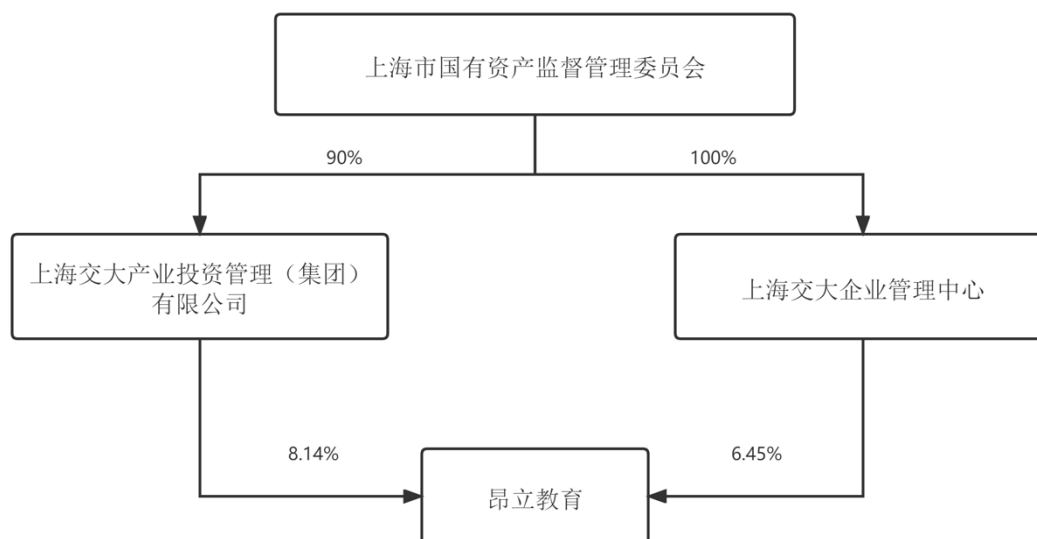 上海市国有资产监督管理委员会
90%
100%
上海交大产业投资管理（集团）
有限公司
上海交大企业管理中心
8.14%
6.45%
昂立教育